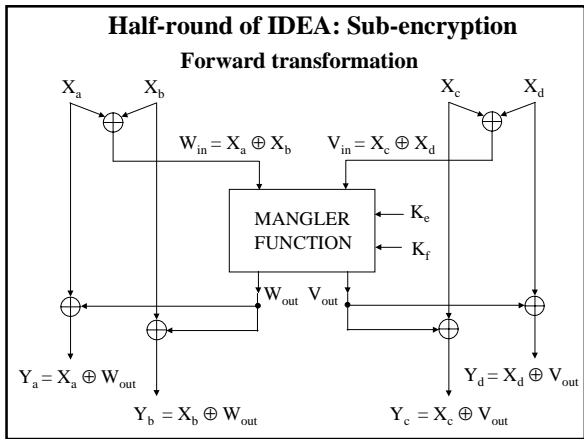 Half-round of IDEA: Sub-encryption
Forward transformation
Xa Xb Xc Xd
Win = Xa ⊕ Xb Vin = Xc ⊕ Xd
MANGLER
FUNCTION
Ke
Kf
Wout Vout
Ya = Xa ⊕ Wout Yd = Xd ⊕ Vout
Yb = Xb ⊕ Wout Yc = Xc ⊕ Vout